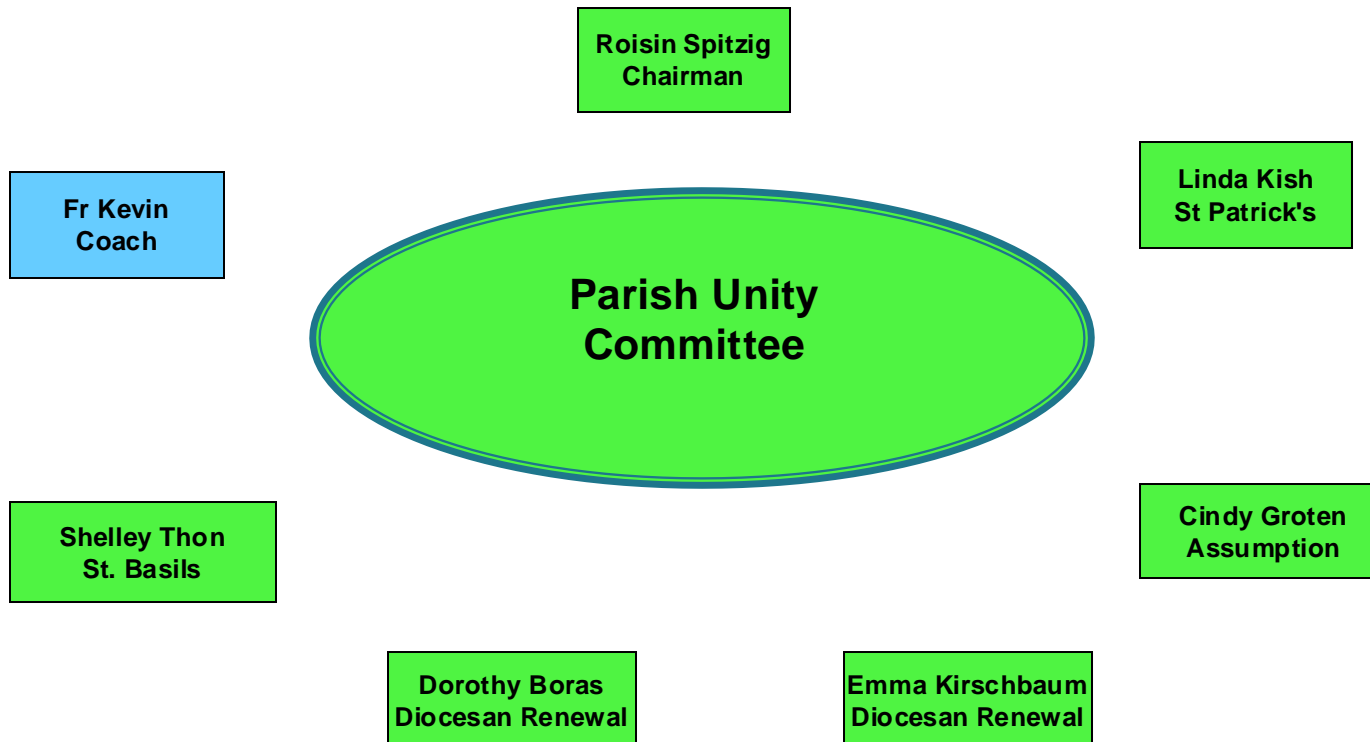 Roisin Spitzig
Chairman
Fr Kevin
Coach
Linda Kish
St Patrick's
Parish Unity
Committee
Shelley Thon
St. Basils
Cindy Groten
Assumption
Dorothy Boras
Diocesan Renewal
Emma Kirschbaum
Diocesan Renewal